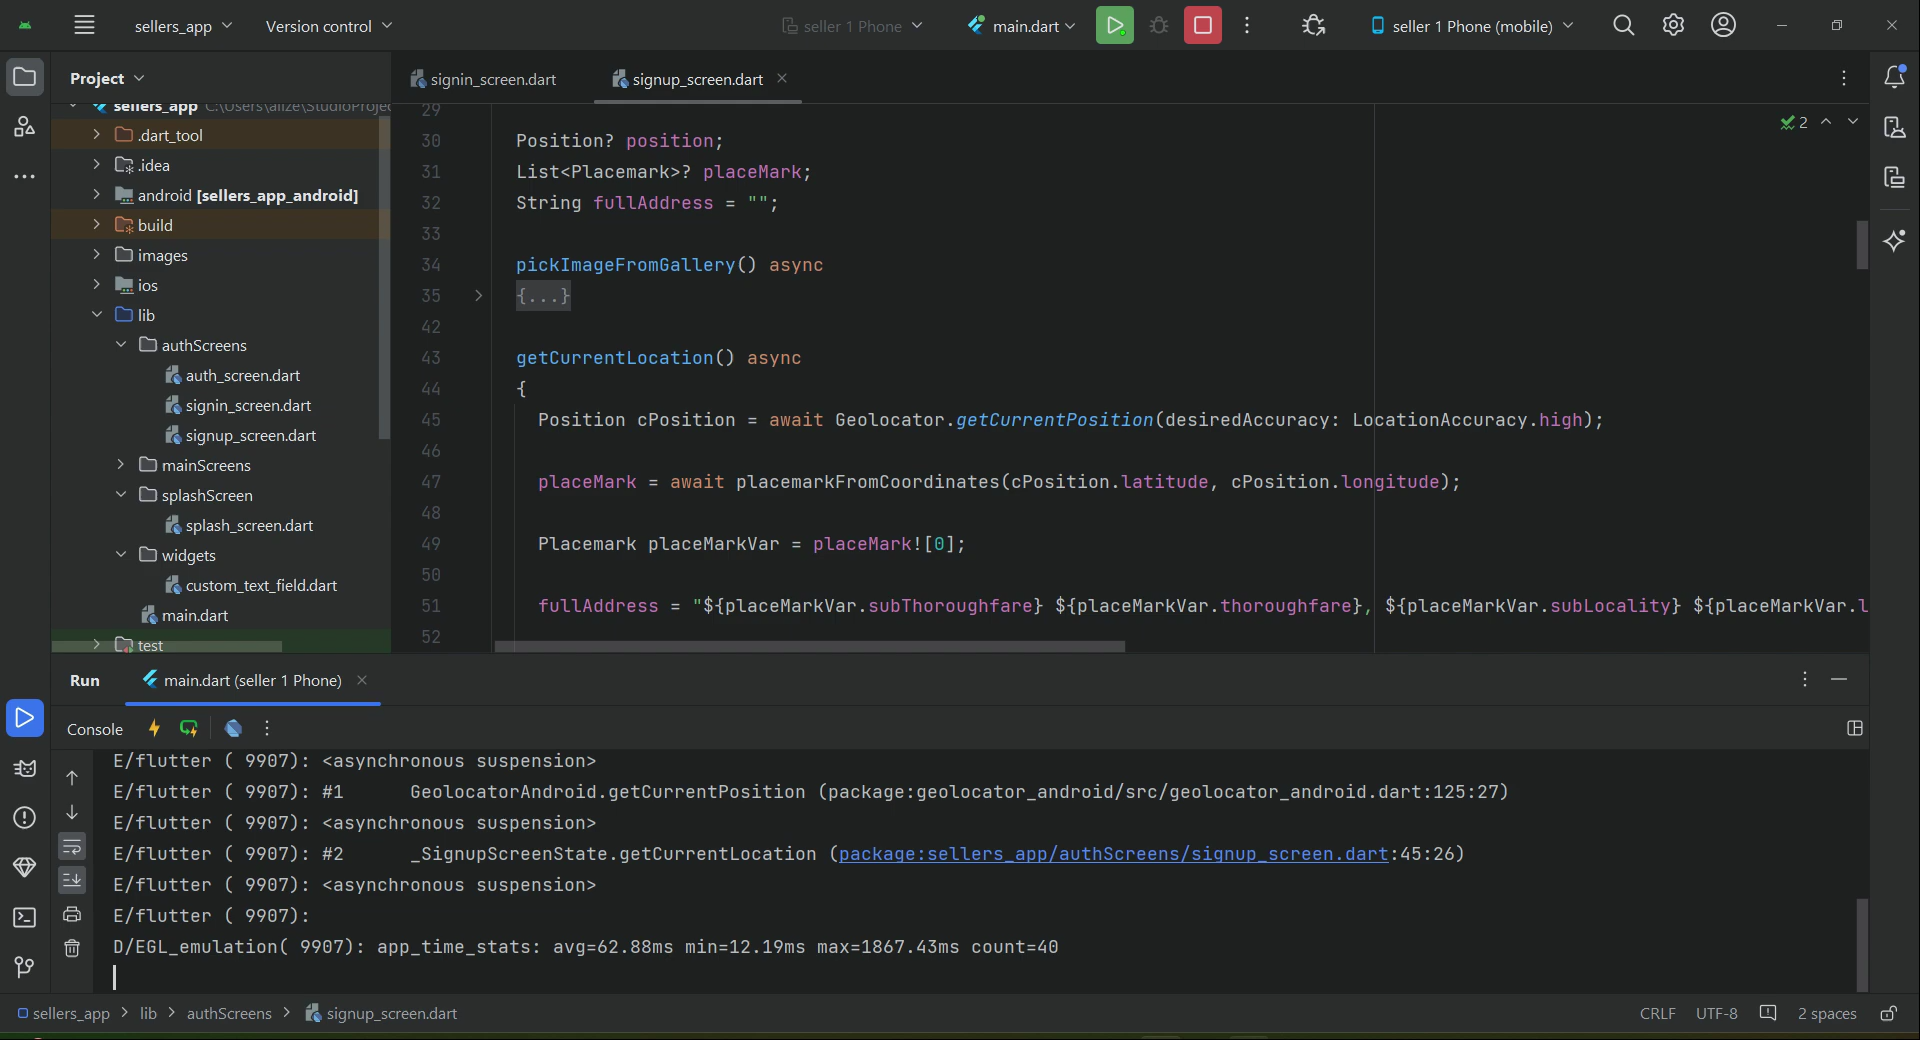 sellers_app
Version control
seller 1 Phone
main.dart
seller 1 Phone (mobile)
Project
signin_screen.dart
signup_screen.dart
sellers_app C:\Users\alize\StudioProjec
.dart_tool
.idea
android [sellers_app_android]
build
images
ios
lib
authScreens
auth_screen.dart
signin_screen.dart
signup_screen.dart
mainScreens
splashScreen
splash_screen.dart
widgets
custom_text_field.dart
main.dart
test
2
29
30 Position? position;
31 List<Placemark>? placeMark;
32 String fullAddress = "";
33
34 pickImageFromGallery() async
35 {...}
42
43 getCurrentLocation() async
44 {
45 Position cPosition = await Geolocator.getCurrentPosition(desiredAccuracy: LocationAccuracy.high);
46
47 placeMark = await placemarkFromCoordinates(cPosition.latitude, cPosition.longitude);
48
49 Placemark placeMarkVar = placeMark![0];
50
51 fullAddress = "${placeMarkVar.subThoroughfare} ${placeMarkVar.thoroughfare}, ${placeMarkVar.subLocality} ${placeMarkVar.l
52
Run
main.dart (seller 1 Phone)
Console
E/flutter ( 9907): <asynchronous suspension>
E/flutter ( 9907): #1      GeolocatorAndroid.getCurrentPosition (package:geolocator_android/src/geolocator_android.dart:125:27)
E/flutter ( 9907): <asynchronous suspension>
E/flutter ( 9907): #2      _SignupScreenState.getCurrentLocation (package:sellers_app/authScreens/signup_screen.dart:45:26)
E/flutter ( 9907): <asynchronous suspension>
E/flutter ( 9907):
D/EGL_emulation( 9907): app_time_stats: avg=62.88ms min=12.19ms max=1867.43ms count=40
sellers_app > lib > authScreens > signup_screen.dart
CRLF
UTF-8
2 spaces